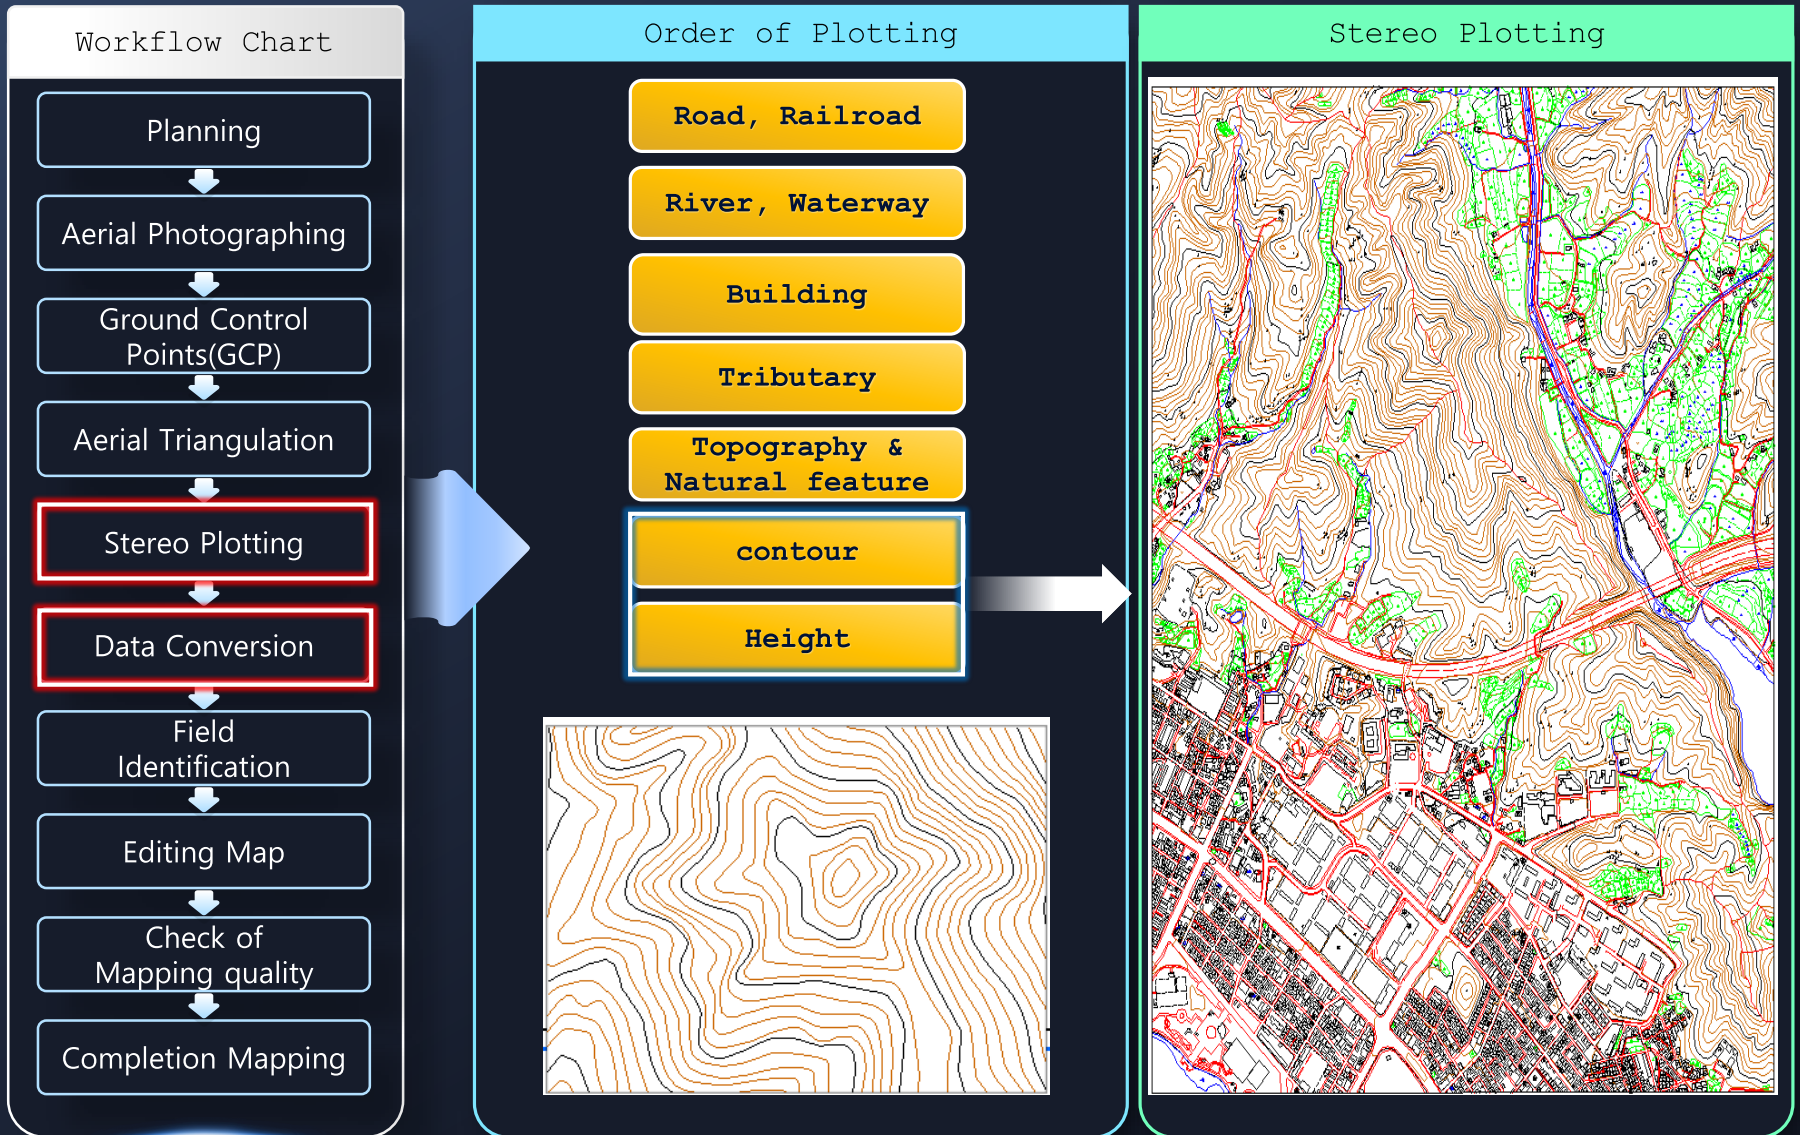 Workflow Chart
Planning
Aerial Photographing
Ground Control
Points(GCP)
Aerial Triangulation
Stereo Plotting
Data Conversion
Field
Identification
Editing Map
Check of
Mapping quality
Completion Mapping
Order of Plotting
Road, Railroad
River, Waterway
Building
Tributary
Topography &
Natural feature
contour
Height
Stereo Plotting